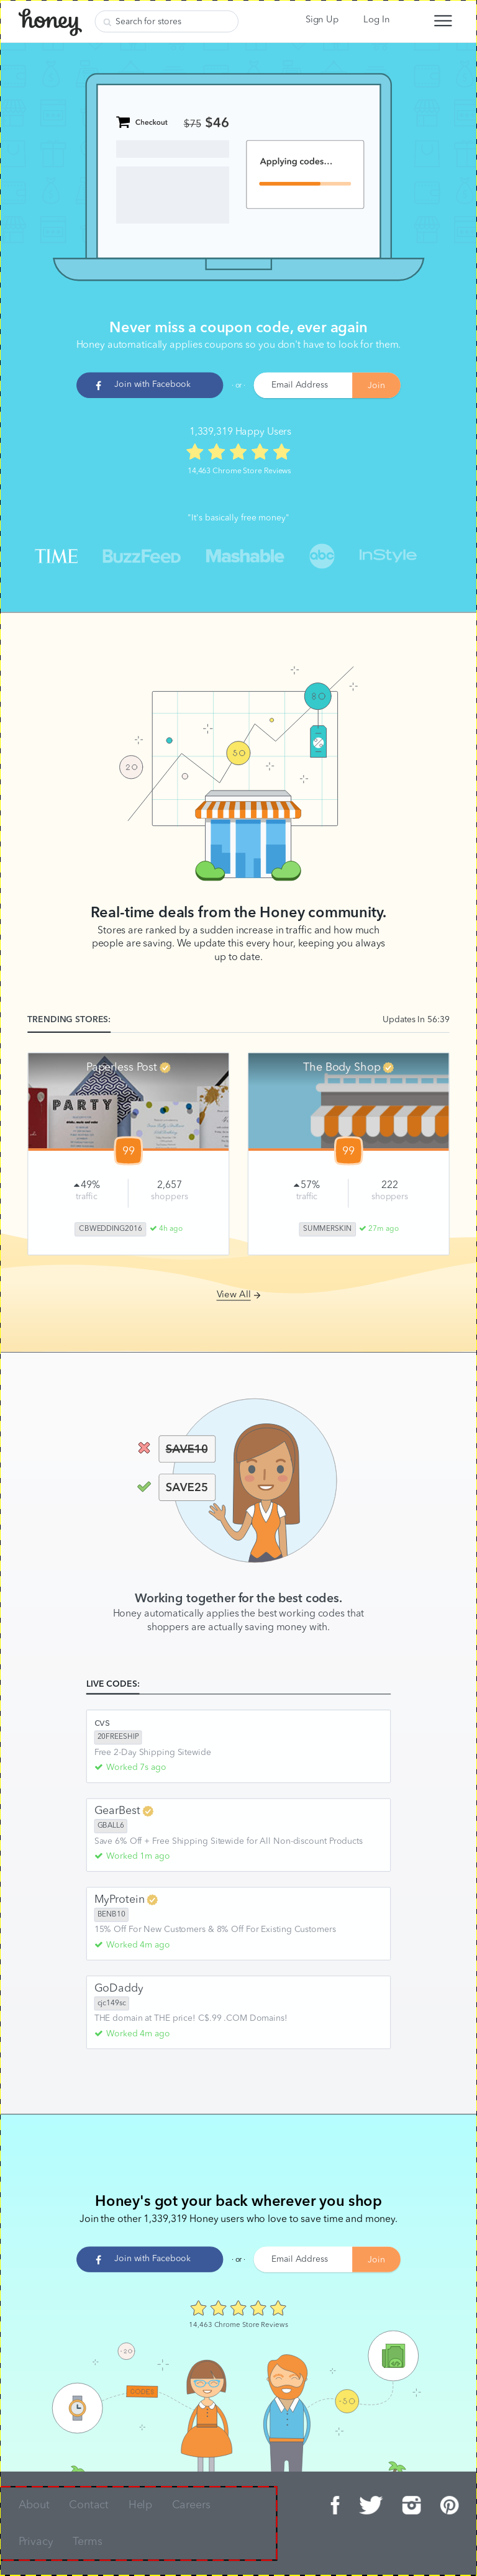 honey
Search for stores
Sign Up
Log In
Checkout $75 $46
Applying codes...
Never miss a coupon code, ever again
Honey automatically applies coupons so you don't have to look for them.
Join with Facebook
· or ·
Email Address
Join
1,339,319 Happy Users
14,463 Chrome Store Reviews
"It's basically free money"
TIME
BuzzFeed
Mashable
abc
InStyle
80
50
20
Real-time deals from the Honey community.
Stores are ranked by a sudden increase in traffic and how much
people are saving. We update this every hour, keeping you always
up to date.
TRENDING STORES:
Updates In 56:39
Paperless Post
PARTY
99
49%
traffic
2,657
shoppers
CBWEDDING2016
4h ago
The Body Shop
99
57%
traffic
222
shoppers
SUMMERSKIN
27m ago
View All
SAVE10
SAVE25
Working together for the best codes.
Honey automatically applies the best working codes that
shoppers are actually saving money with.
LIVE CODES:
CVS
20FREESHIP
Free 2-Day Shipping Sitewide
Worked 7s ago
GearBest
GBALL6
Save 6% Off + Free Shipping Sitewide for All Non-discount Products
Worked 1m ago
MyProtein
BENB10
15% Off For New Customers & 8% Off For Existing Customers
Worked 4m ago
GoDaddy
cjc149sc
THE domain at THE price! C$.99 .COM Domains!
Worked 4m ago
Honey's got your back wherever you shop
Join the other 1,339,319 Honey users who love to save time and money.
Join with Facebook
· or ·
Email Address
Join
14,463 Chrome Store Reviews
-20
CODES
-50
About
Contact
Help
Careers
Privacy
Terms